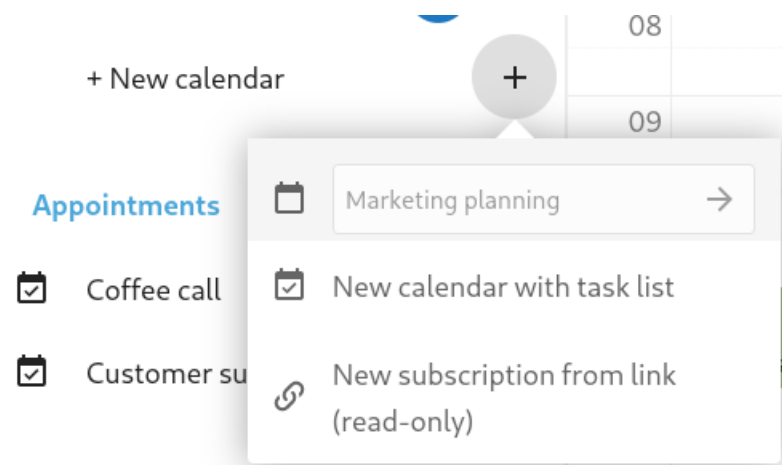 08
+ New calendar
+
09
Marketing planning
Appointments
New calendar with task list
Coffee call
Customer su
New subscription from link
(read-only)